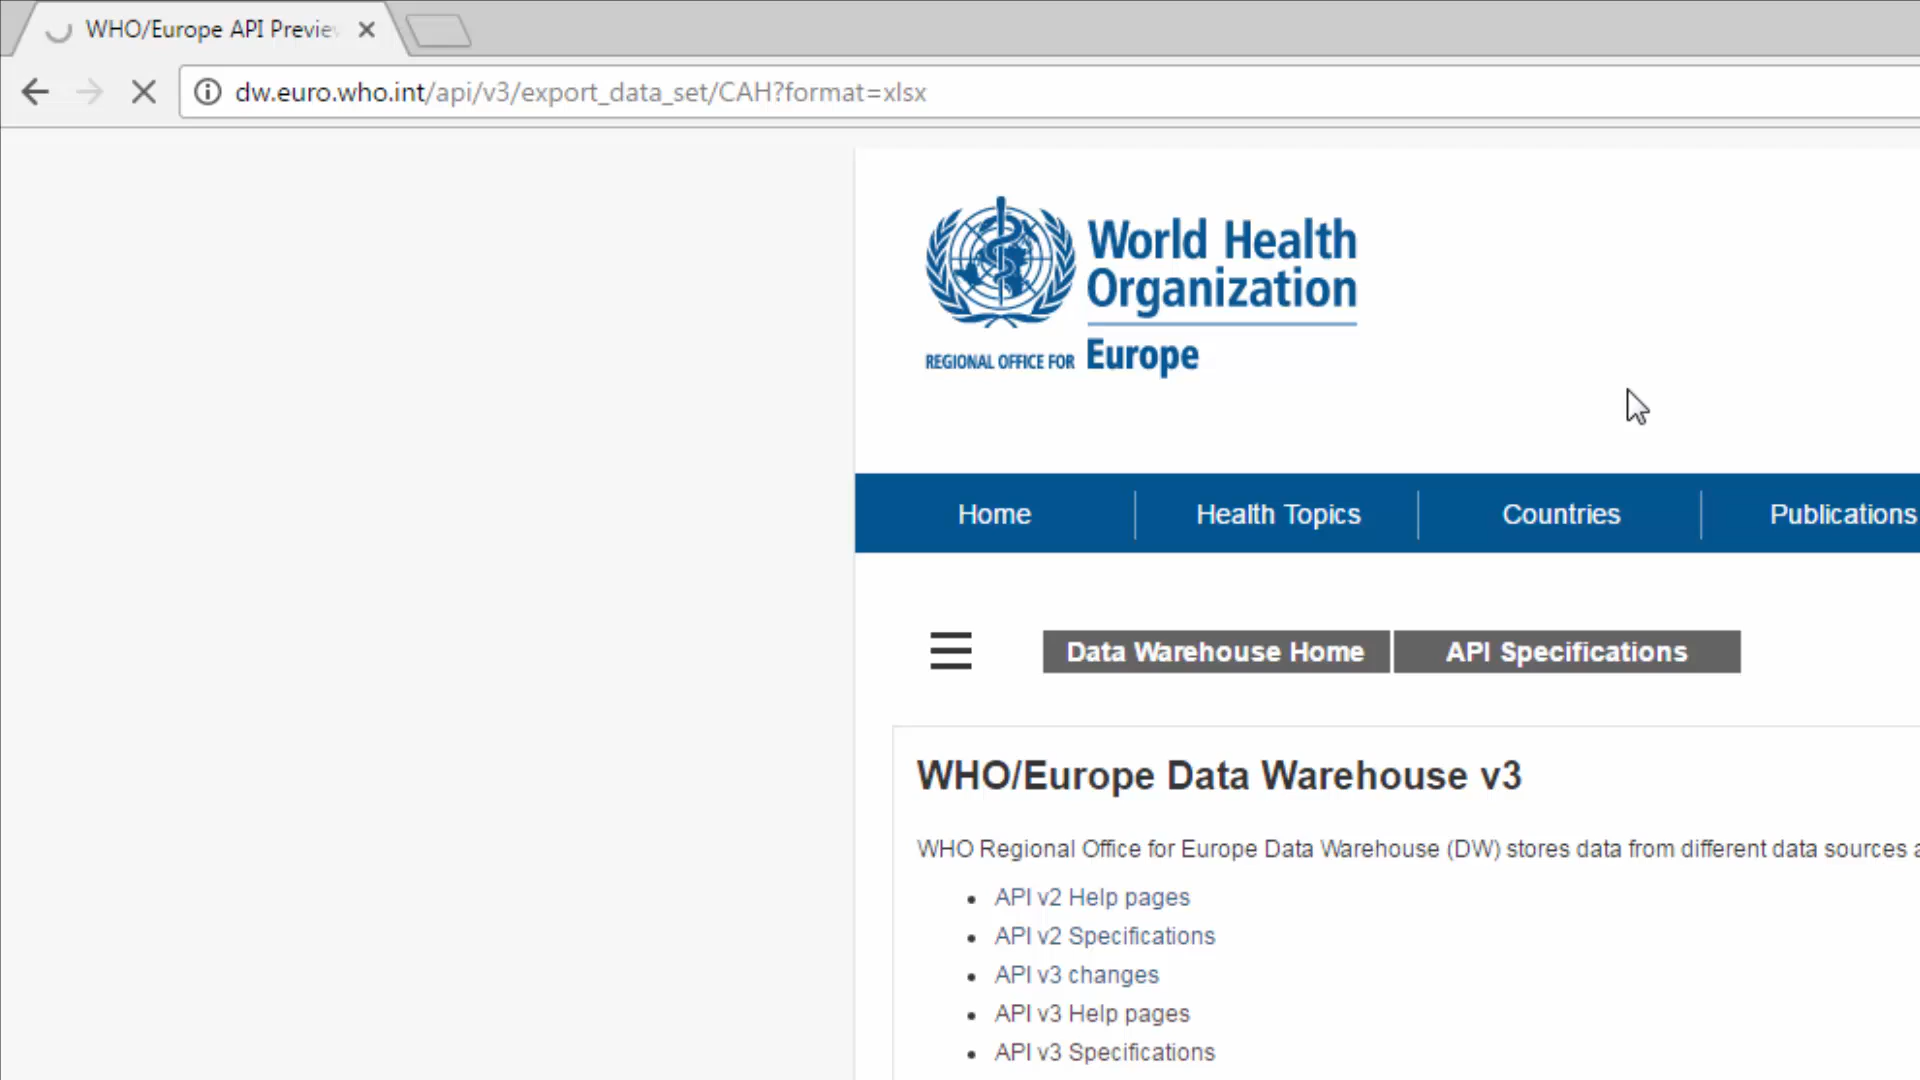 WHO/Europe API Preview
dw.euro.who.int/api/v3/export_data_set/CAH?format=xlsx
World Health
Organization
REGIONAL OFFICE FOR Europe
Home Health Topics Countries Publications
Data Warehouse Home API Specifications
WHO/Europe Data Warehouse v3
WHO Regional Office for Europe Data Warehouse (DW) stores data from different data sources
API v2 Help pages
API v2 Specifications
API v3 changes
API v3 Help pages
API v3 Specifications